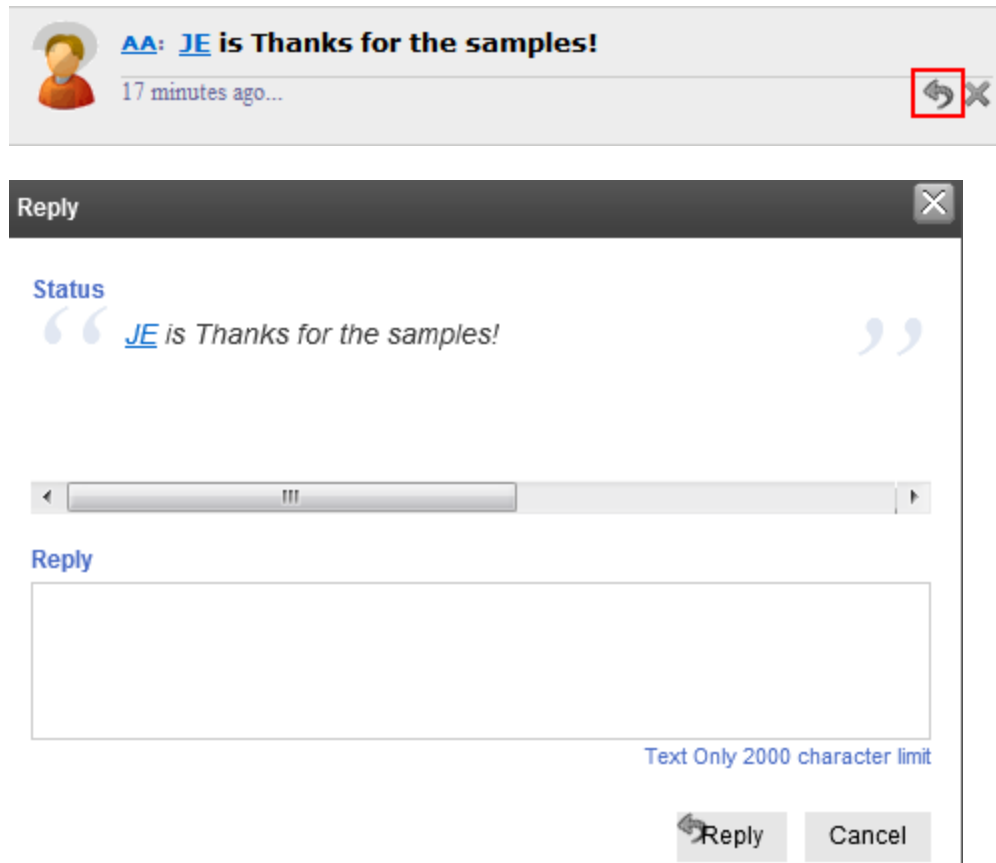 AA: JE is Thanks for the samples!
17 minutes ago...
Reply
Status
“ JE is Thanks for the samples! ”
Reply
Text Only 2000 character limit
Reply Cancel